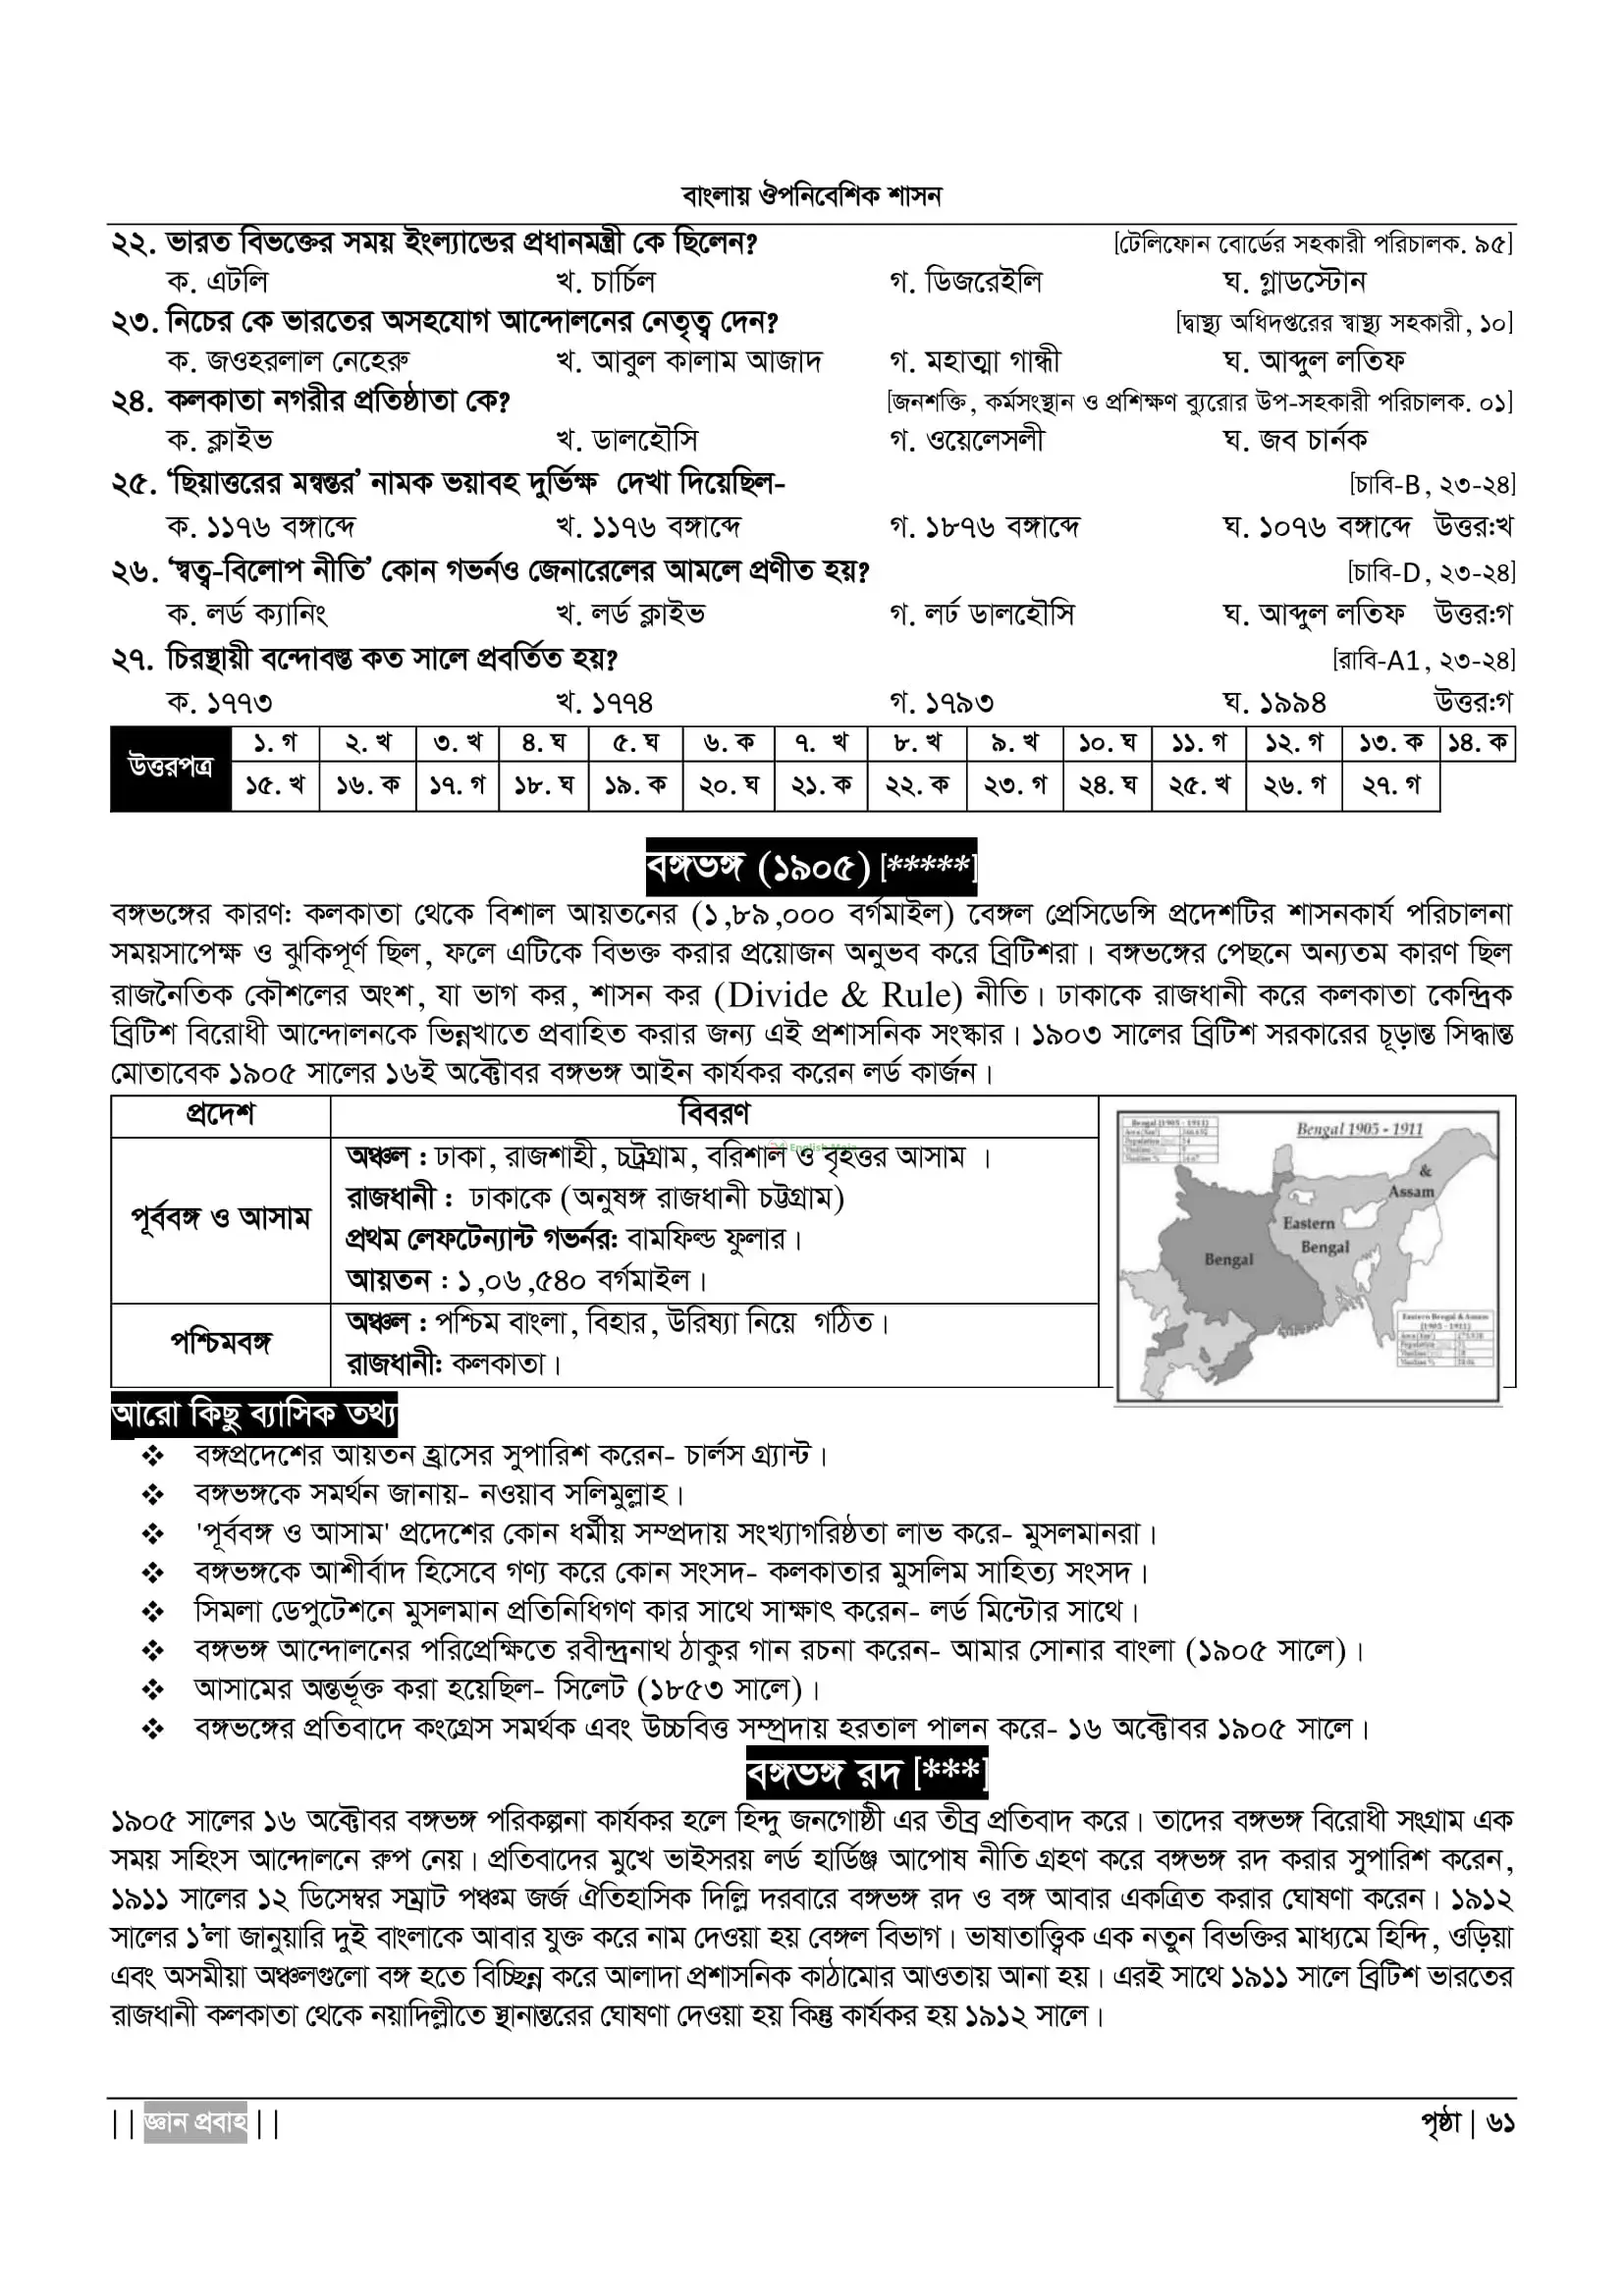 বাংলায় ঔপনিবেশিক শাসন
২২. ভারত বিভক্তের সময় ইংল্যান্ডের প্রধানমন্ত্রী কে ছিলেন? [টেলিফোন বোর্ডের সহকারী পরিচালক. ৯৫]
ক. এটলি খ. চার্চিল গ. ডিজরেইলি ঘ. গ্লাডস্টোন
২৩. নিচের কে ভারতের অসহযোগ আন্দোলনের নেতৃত্ব দেন? [দ্বাস্থ্য অধিদপ্তরের স্বাস্থ্য সহকারী, ১০]
ক. জওহরলাল নেহেরু খ. আবুল কালাম আজাদ গ. মহাত্মা গান্ধী ঘ. আব্দুল লতিফ
২৪. কলকাতা নগরীর প্রতিষ্ঠাতা কে? [জনশক্তি, কর্মসংস্থান ও প্রশিক্ষণ ব্যুরোর উপ-সহকারী পরিচালক. ০১]
ক. ক্লাইভ খ. ডালহৌসি গ. ওয়েলেসলী ঘ. জব চার্নক
২৫. ‘ছিয়াত্তরের মন্বন্তর’ নামক ভয়াবহ দুর্ভিক্ষ দেখা দিয়েছিল- [চাবি-B, ২৩-২৪]
ক. ১১৭৬ বঙ্গাব্দে খ. ১১৭৬ বঙ্গাব্দে গ. ১৮৭৬ বঙ্গাব্দে ঘ. ১০৭৬ বঙ্গাব্দে উত্তর:খ
২৬. ‘স্বত্ব-বিলোপ নীতি’ কোন গভর্নও জেনারেলের আমলে প্রণীত হয়? [চাবি-D, ২৩-২৪]
ক. লর্ড ক্যানিং খ. লর্ড ক্লাইভ গ. লর্ঢ ডালহৌসি ঘ. আব্দুল লতিফ উত্তর:গ
২৭. চিরস্থায়ী বন্দোবস্ত কত সালে প্রবর্তিত হয়? [রাবি-A1, ২৩-২৪]
ক. ১৭৭৩ খ. ১৭৭৪ গ. ১৭৯৩ ঘ. ১৯৯৪ উত্তর:গ
উত্তরপত্র
১. গ ২. খ ৩. খ ৪. ঘ ৫. ঘ ৬. ক ৭. খ ৮. খ ৯. খ ১০. ঘ ১১. গ ১২. গ ১৩. ক ১৪. ক
১৫. খ ১৬. ক ১৭. গ ১৮. ঘ ১৯. ক ২০. ঘ ২১. ক ২২. ক ২৩. গ ২৪. ঘ ২৫. খ ২৬. গ ২৭. গ
বঙ্গভঙ্গ (১৯০৫) [*****]
বঙ্গভঙ্গের কারণ: কলকাতা থেকে বিশাল আয়তনের (১,৮৯,০০০ বর্গমাইল) বেঙ্গল প্রেসিডেন্সি প্রদেশটির শাসনকার্য পরিচালনা
সময়সাপেক্ষ ও ঝুকিপূর্ণ ছিল, ফলে এটিকে বিভক্ত করার প্রয়োজন অনুভব করে ব্রিটিশরা। বঙ্গভঙ্গের পেছনে অন্যতম কারণ ছিল
রাজনৈতিক কৌশলের অংশ, যা ভাগ কর, শাসন কর (Divide & Rule) নীতি। ঢাকাকে রাজধানী করে কলকাতা কেন্দ্রিক
ব্রিটিশ বিরোধী আন্দোলনকে ভিন্নখাতে প্রবাহিত করার জন্য এই প্রশাসনিক সংস্কার। ১৯০৩ সালের ব্রিটিশ সরকারের চূড়ান্ত সিদ্ধান্ত
মোতাবেক ১৯০৫ সালের ১৬ই অক্টোবর বঙ্গভঙ্গ আইন কার্যকর করেন লর্ড কার্জন।
প্রদেশ বিবরণ
পূর্ববঙ্গ ও আসাম
অঞ্চল : ঢাকা, রাজশাহী, চট্রগ্রাম, বরিশাল ও বৃহত্তর আসাম ।
রাজধানী : ঢাকাকে (অনুষঙ্গ রাজধানী চট্টগ্রাম)
প্রথম লেফটেন্যান্ট গভর্নর: বামফিল্ড ফুলার।
আয়তন : ১,০৬,৫৪০ বর্গমাইল।
পশ্চিমবঙ্গ
অঞ্চল : পশ্চিম বাংলা, বিহার, উরিষ্যা নিয়ে গঠিত।
রাজধানী: কলকাতা।
English Moja
Bengal 1905 - 1911
Bengal (1905 - 1911)
& Assam
Eastern Bengal
Bengal
Eastern Bengal & Assam
(1905 - 1911)
আরো কিছু ব্যাসিক তথ্য
❖ বঙ্গপ্রদেশের আয়তন হ্রাসের সুপারিশ করেন- চার্লস গ্র্যান্ট।
❖ বঙ্গভঙ্গকে সমর্থন জানায়- নওয়াব সলিমুল্লাহ।
❖ 'পূর্ববঙ্গ ও আসাম' প্রদেশের কোন ধর্মীয় সম্প্রদায় সংখ্যাগরিষ্ঠতা লাভ করে- মুসলমানরা।
❖ বঙ্গভঙ্গকে আশীর্বাদ হিসেবে গণ্য করে কোন সংসদ- কলকাতার মুসলিম সাহিত্য সংসদ।
❖ সিমলা ডেপুটেশনে মুসলমান প্রতিনিধিগণ কার সাথে সাক্ষাৎ করেন- লর্ড মিন্টোর সাথে।
❖ বঙ্গভঙ্গ আন্দোলনের পরিপ্রেক্ষিতে রবীন্দ্রনাথ ঠাকুর গান রচনা করেন- আমার সোনার বাংলা (১৯০৫ সালে)।
❖ আসামের অন্তর্ভূক্ত করা হয়েছিল- সিলেট (১৮৫৩ সালে)।
❖ বঙ্গভঙ্গের প্রতিবাদে কংগ্রেস সমর্থক এবং উচ্চবিত্ত সম্প্রদায় হরতাল পালন করে- ১৬ অক্টোবর ১৯০৫ সালে।
বঙ্গভঙ্গ রদ [***]
১৯০৫ সালের ১৬ অক্টোবর বঙ্গভঙ্গ পরিকল্পনা কার্যকর হলে হিন্দু জনগোষ্ঠী এর তীব্র প্রতিবাদ করে। তাদের বঙ্গভঙ্গ বিরোধী সংগ্রাম এক
সময় সহিংস আন্দোলনে রুপ নেয়। প্রতিবাদের মুখে ভাইসরয় লর্ড হার্ডিঞ্জ আপোষ নীতি গ্রহণ করে বঙ্গভঙ্গ রদ করার সুপারিশ করেন,
১৯১১ সালের ১২ ডিসেম্বর সম্রাট পঞ্চম জর্জ ঐতিহাসিক দিল্লি দরবারে বঙ্গভঙ্গ রদ ও বঙ্গ আবার একত্রিত করার ঘোষণা করেন। ১৯১২
সালের ১’লা জানুয়ারি দুই বাংলাকে আবার যুক্ত করে নাম দেওয়া হয় বেঙ্গল বিভাগ। ভাষাতাত্ত্বিক এক নতুন বিভক্তির মাধ্যমে হিন্দি, ওড়িয়া
এবং অসমীয়া অঞ্চলগুলো বঙ্গ হতে বিচ্ছিন্ন করে আলাদা প্রশাসনিক কাঠামোর আওতায় আনা হয়। এরই সাথে ১৯১১ সালে ব্রিটিশ ভারতের
রাজধানী কলকাতা থেকে নয়াদিল্লীতে স্থানান্তরের ঘোষণা দেওয়া হয় কিন্তু কার্যকর হয় ১৯১২ সালে।
|| জ্ঞান প্রবাহ || পৃষ্ঠা | ৬১